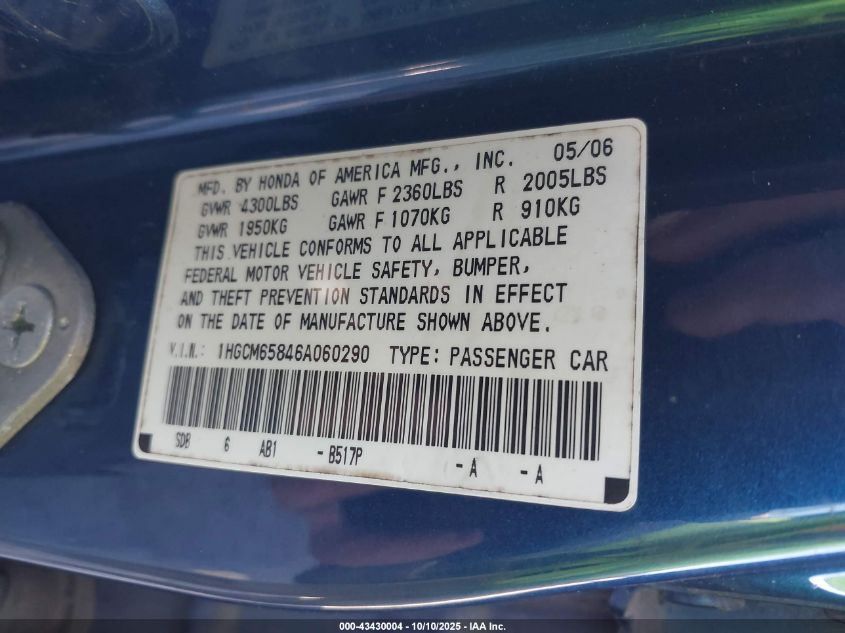 MFD. BY HONDA OF AMERICA MFG., INC. 05/06
GVWR 4300LBS GAWR F 2360LBS R 2005LBS
GVWR 1950KG GAWR F 1070KG R 910KG
THIS VEHICLE CONFORMS TO ALL APPLICABLE
FEDERAL MOTOR VEHICLE SAFETY, BUMPER,
AND THEFT PREVENTION STANDARDS IN EFFECT
ON THE DATE OF MANUFACTURE SHOWN ABOVE.
V.I.N.: 1HGCM65846A060290 TYPE: PASSENGER CAR
SDB 6 AB1 - B517P - A - A
000-43430004 - 10/10/2025 - IAA Inc.